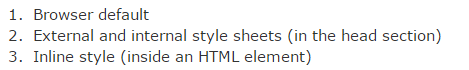 1. Browser default
2. External and internal style sheets (in the head section)
3. Inline style (inside an HTML element)